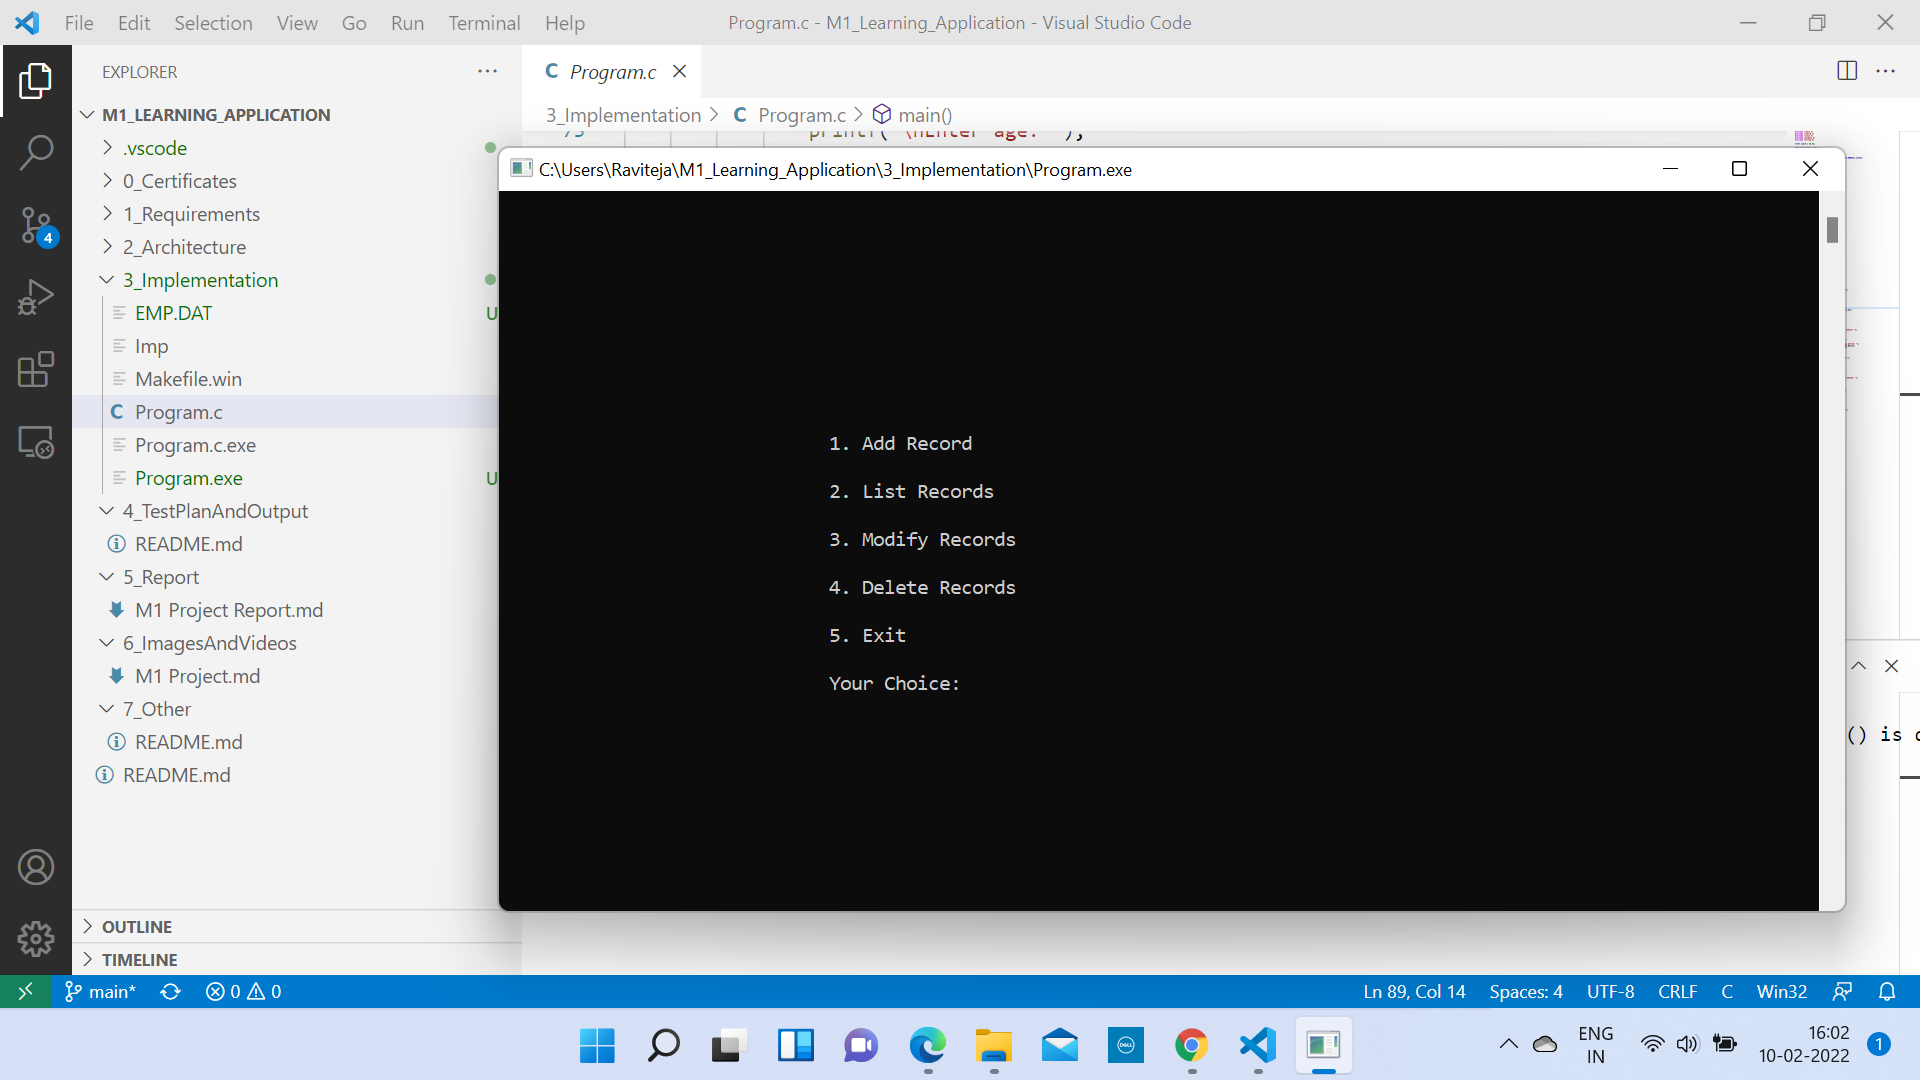 File Edit Selection View Go Run Terminal Help
Program.c - M1_Learning_Application - Visual Studio Code
EXPLORER
M1_LEARNING_APPLICATION
.vscode
0_Certificates
1_Requirements
2_Architecture
3_Implementation
EMP.DAT U
Imp
Makefile.win
C Program.c
Program.c.exe
Program.exe U
4_TestPlanAndOutput
README.md
5_Report
M1 Project Report.md
6_ImagesAndVideos
M1 Project.md
7_Other
README.md
README.md
OUTLINE
TIMELINE
4
C Program.c
3_Implementation > C Program.c > main()
printf( "\nEnter age: " );
C:\Users\Raviteja\M1_Learning_Application\3_Implementation\Program.exe
1. Add Record
2. List Records
3. Modify Records
4. Delete Records
5. Exit
Your Choice:
() is
main* 0 0
Ln 89, Col 14 Spaces: 4 UTF-8 CRLF C Win32
DELL
ENG
IN
16:02
10-02-2022
1